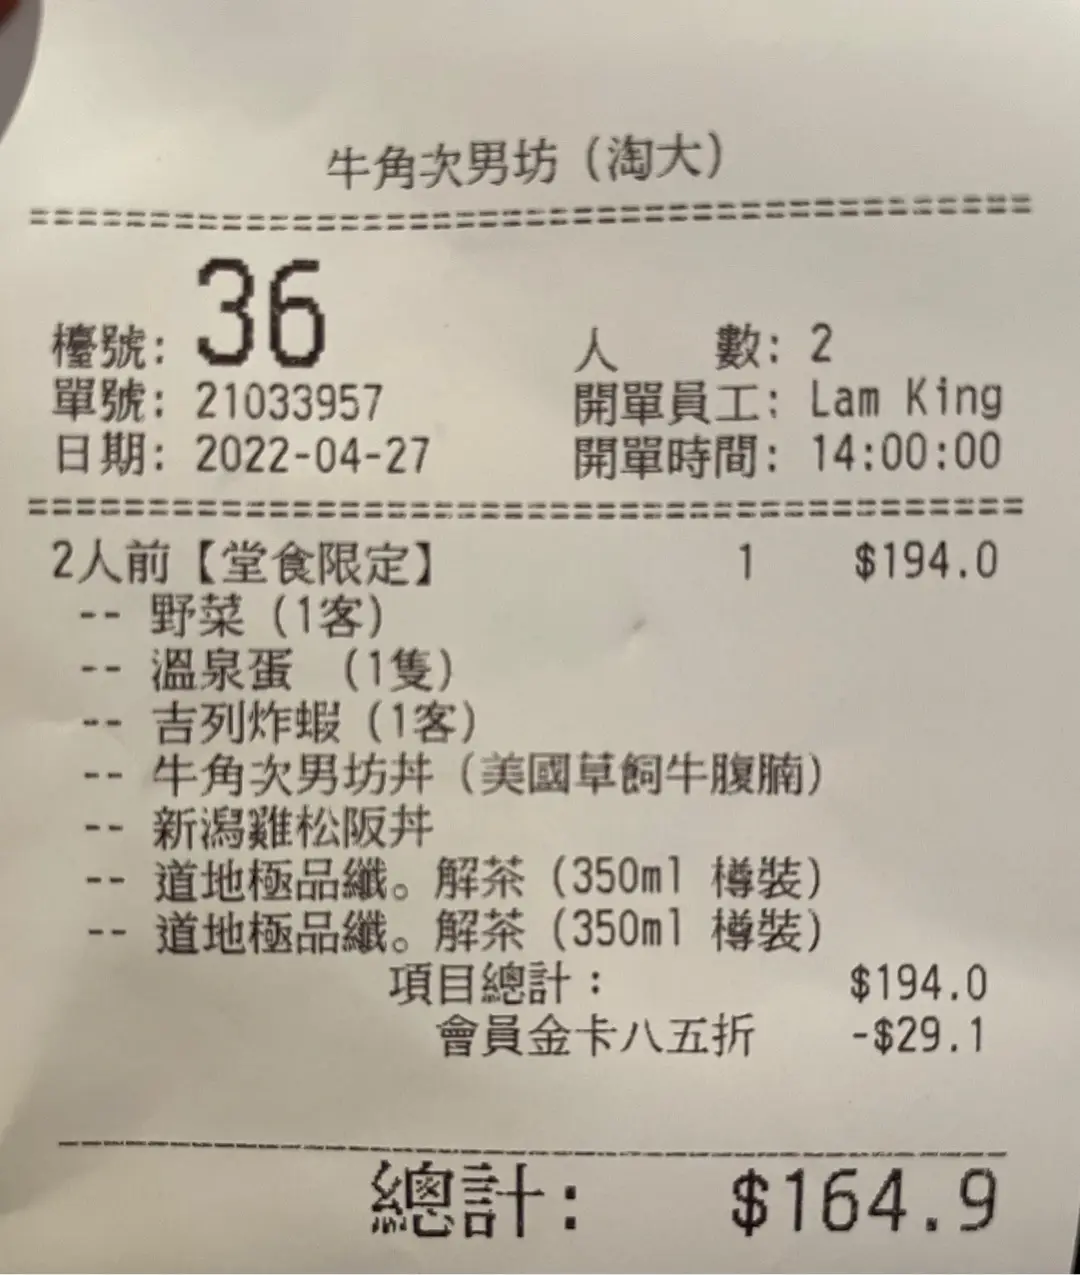 牛角次男坊 (淘大)
檯號: 36 人 數: 2
單號: 21033957 開單員工: Lam King
日期: 2022-04-27 開單時間: 14:00:00
2人前【堂食限定】 1 $194.0
-- 野菜 (1客)
-- 溫泉蛋 (1隻)
-- 吉列炸蝦 (1客)
-- 牛角次男坊丼 (美國草飼牛腹腩)
-- 新潟雞松阪丼
-- 道地極品纖。解茶 (350ml 樽裝)
-- 道地極品纖。解茶 (350ml 樽裝)
項目總計: $194.0
會員金卡八五折 -$29.1
總計: $164.9